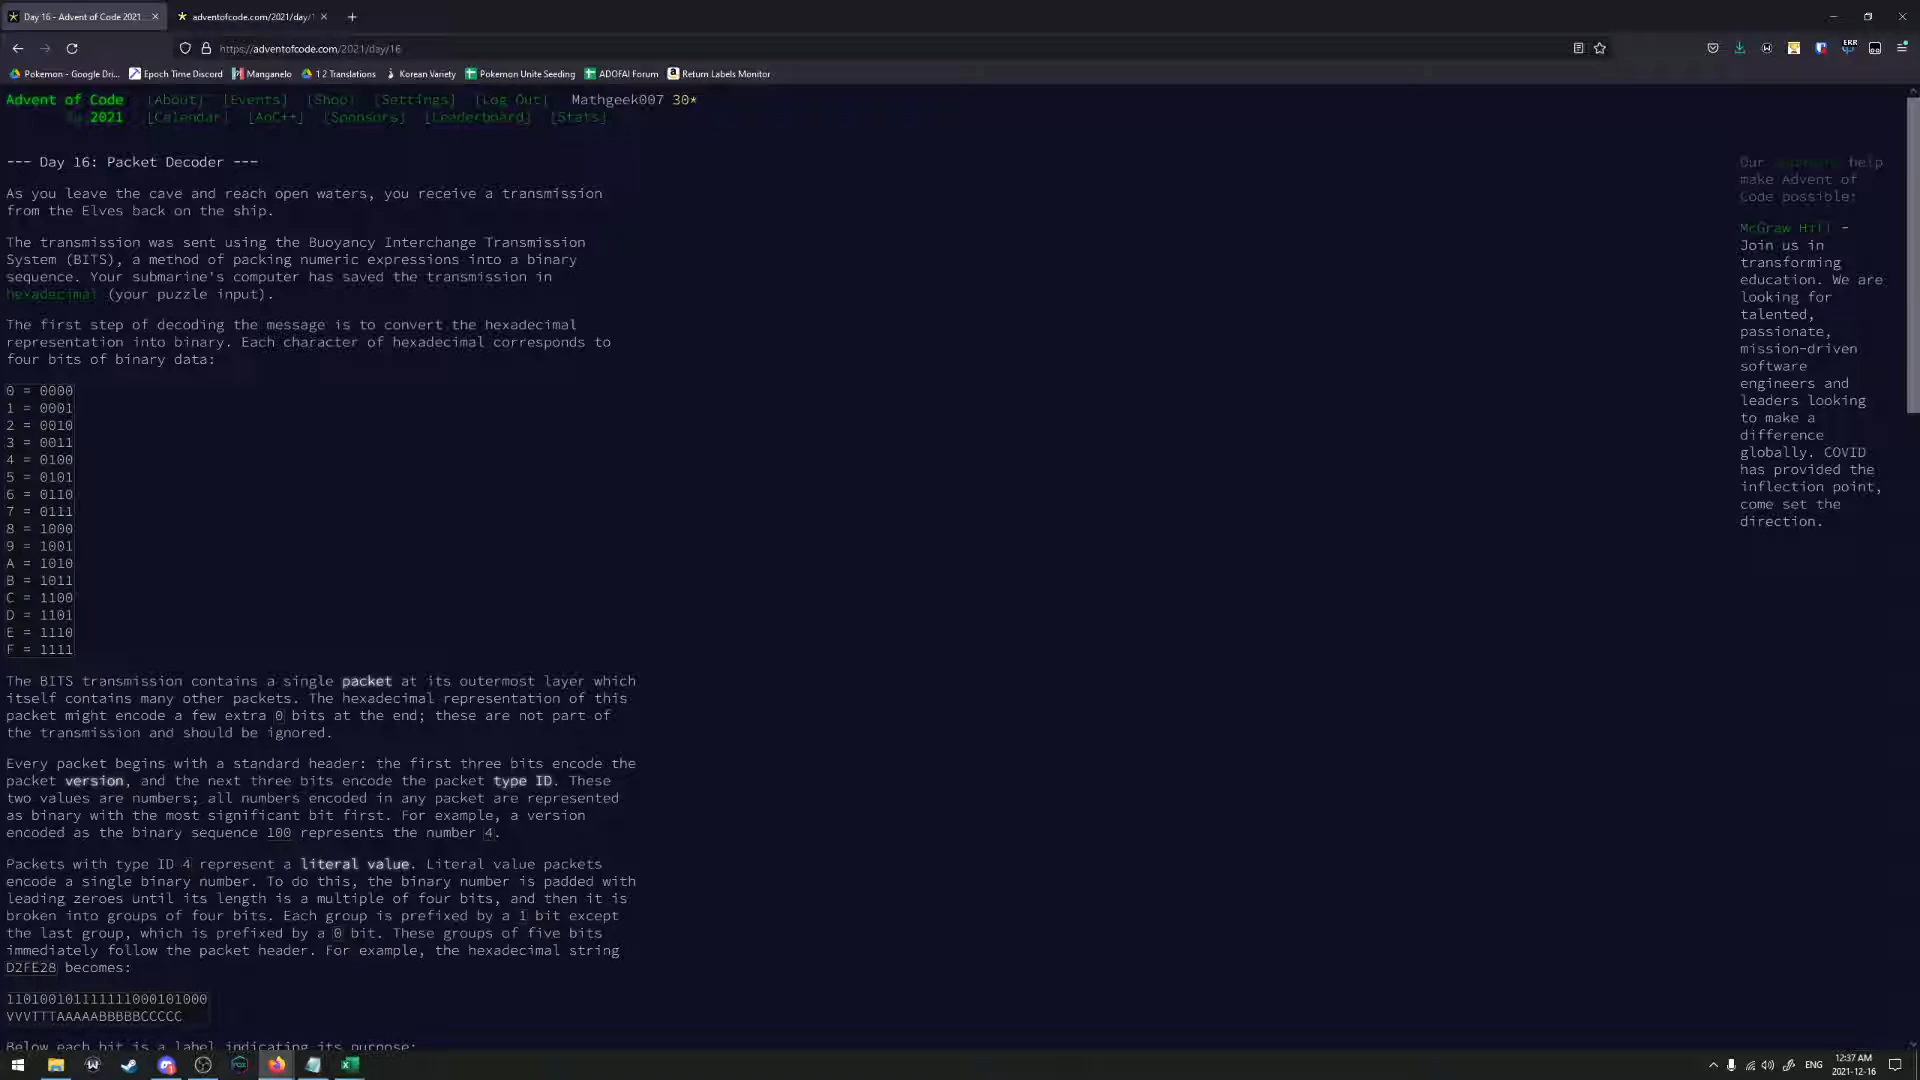 Day 16 - Advent of Code 2021
adventofcode.com/2021/day/1
https://adventofcode.com/2021/day/16
ERR
Pokemon - Google Dri... Epoch Time Discord Manganelo 1 2 Translations Korean Variety Pokemon Unite Seeding ADOFAI Forum Return Labels Monitor
Advent of Code [About] [Events] [Shop] [Settings] [Log Out] Mathgeek007 30*
2021 [Calendar] [AoC++] [Sponsors] [Leaderboard] [Stats]
--- Day 16: Packet Decoder ---
As you leave the cave and reach open waters, you receive a transmission
from the Elves back on the ship.
The transmission was sent using the Buoyancy Interchange Transmission
System (BITS), a method of packing numeric expressions into a binary
sequence. Your submarine's computer has saved the transmission in
hexadecimal (your puzzle input).
The first step of decoding the message is to convert the hexadecimal
representation into binary. Each character of hexadecimal corresponds to
four bits of binary data:
0 = 0000
1 = 0001
2 = 0010
3 = 0011
4 = 0100
5 = 0101
6 = 0110
7 = 0111
8 = 1000
9 = 1001
A = 1010
B = 1011
C = 1100
D = 1101
E = 1110
F = 1111
The BITS transmission contains a single packet at its outermost layer which
itself contains many other packets. The hexadecimal representation of this
packet might encode a few extra 0 bits at the end; these are not part of
the transmission and should be ignored.
Every packet begins with a standard header: the first three bits encode the
packet version, and the next three bits encode the packet type ID. These
two values are numbers; all numbers encoded in any packet are represented
as binary with the most significant bit first. For example, a version
encoded as the binary sequence 100 represents the number 4.
Packets with type ID 4 represent a literal value. Literal value packets
encode a single binary number. To do this, the binary number is padded with
leading zeroes until its length is a multiple of four bits, and then it is
broken into groups of four bits. Each group is prefixed by a 1 bit except
the last group, which is prefixed by a 0 bit. These groups of five bits
immediately follow the packet header. For example, the hexadecimal string
D2FE28 becomes:
110100101111111000101000
VVVTTTAAAAABBBBBCCCCC
Below each bit is a label indicating its purpose:
Our sponsors help
make Advent of
Code possible:
McGraw Hill -
Join us in
transforming
education. We are
looking for
talented,
passionate,
mission-driven
software
engineers and
leaders looking
to make a
difference
globally. COVID
has provided the
inflection point,
come set the
direction.
ENG
12:37 AM
2021-12-16